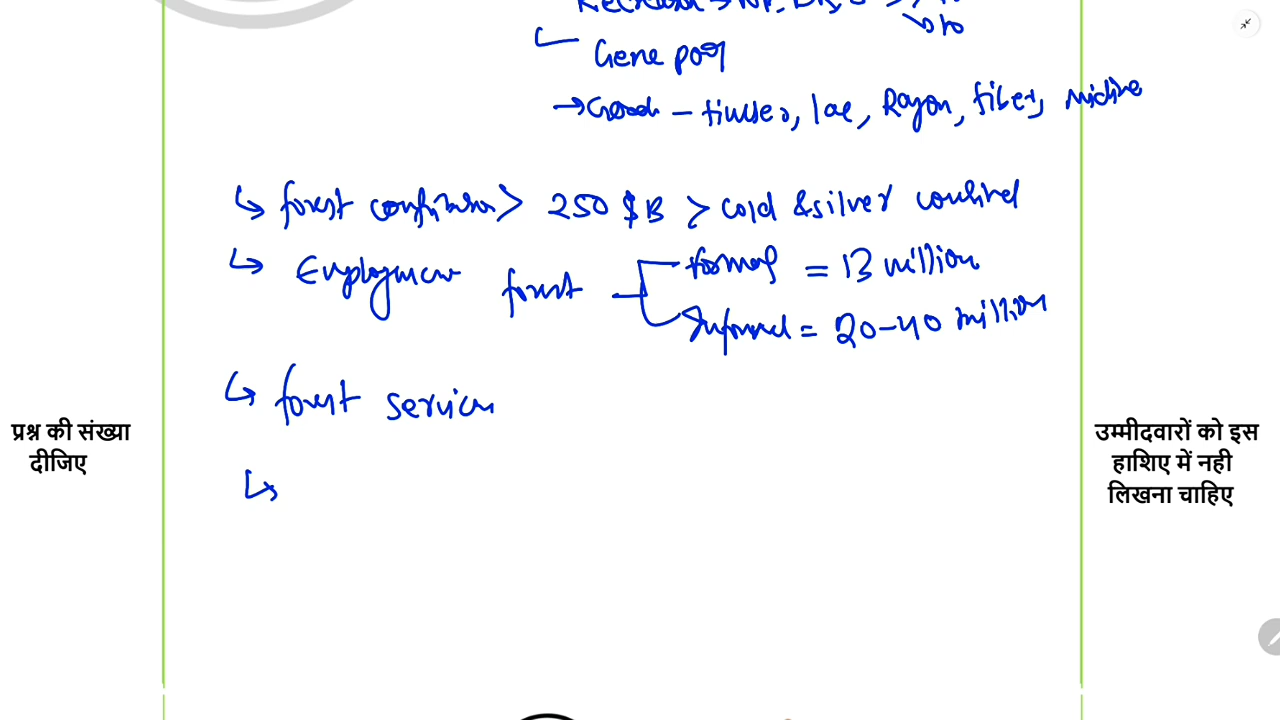 Gene pool
→ Good – timber, lac, Rayon, fiber, medicine
↳ forest contribution > 250 $B > Gold & silver combined
↳ Employment forest – formal = 13 million
Informal = 20-40 million
↳ forest services
↳
प्रश्न की संख्या
दीजिए
उम्मीदवारों को इस
हाशिए में नही
लिखना चाहिए